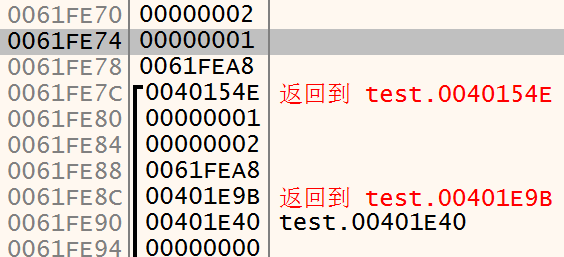 0061FE70 00000002
0061FE74 00000001
0061FE78 0061FEA8
0061FE7C 0040154E 返回到 test.0040154E
0061FE80 00000001
0061FE84 00000002
0061FE88 0061FEA8
0061FE8C 00401E9B 返回到 test.00401E9B
0061FE90 00401E40 test.00401E40
0061FE94 00000000